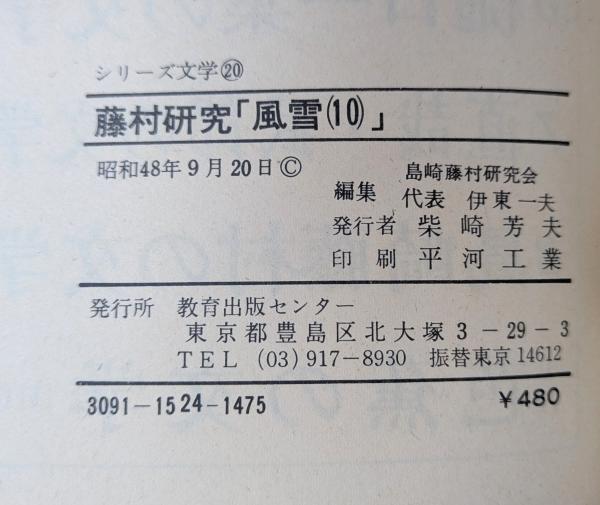 シリーズ文学⑳
藤村研究「風雪(10)」
昭和48年9月20日©
編集 島崎藤村研究会
代表 伊東一夫
発行者 柴崎芳夫
印刷 平河工業
発行所 教育出版センター
東京都豊島区北大塚3-29-3
TEL (03)917-8930 振替東京14612
3091-1524-1475 ¥480